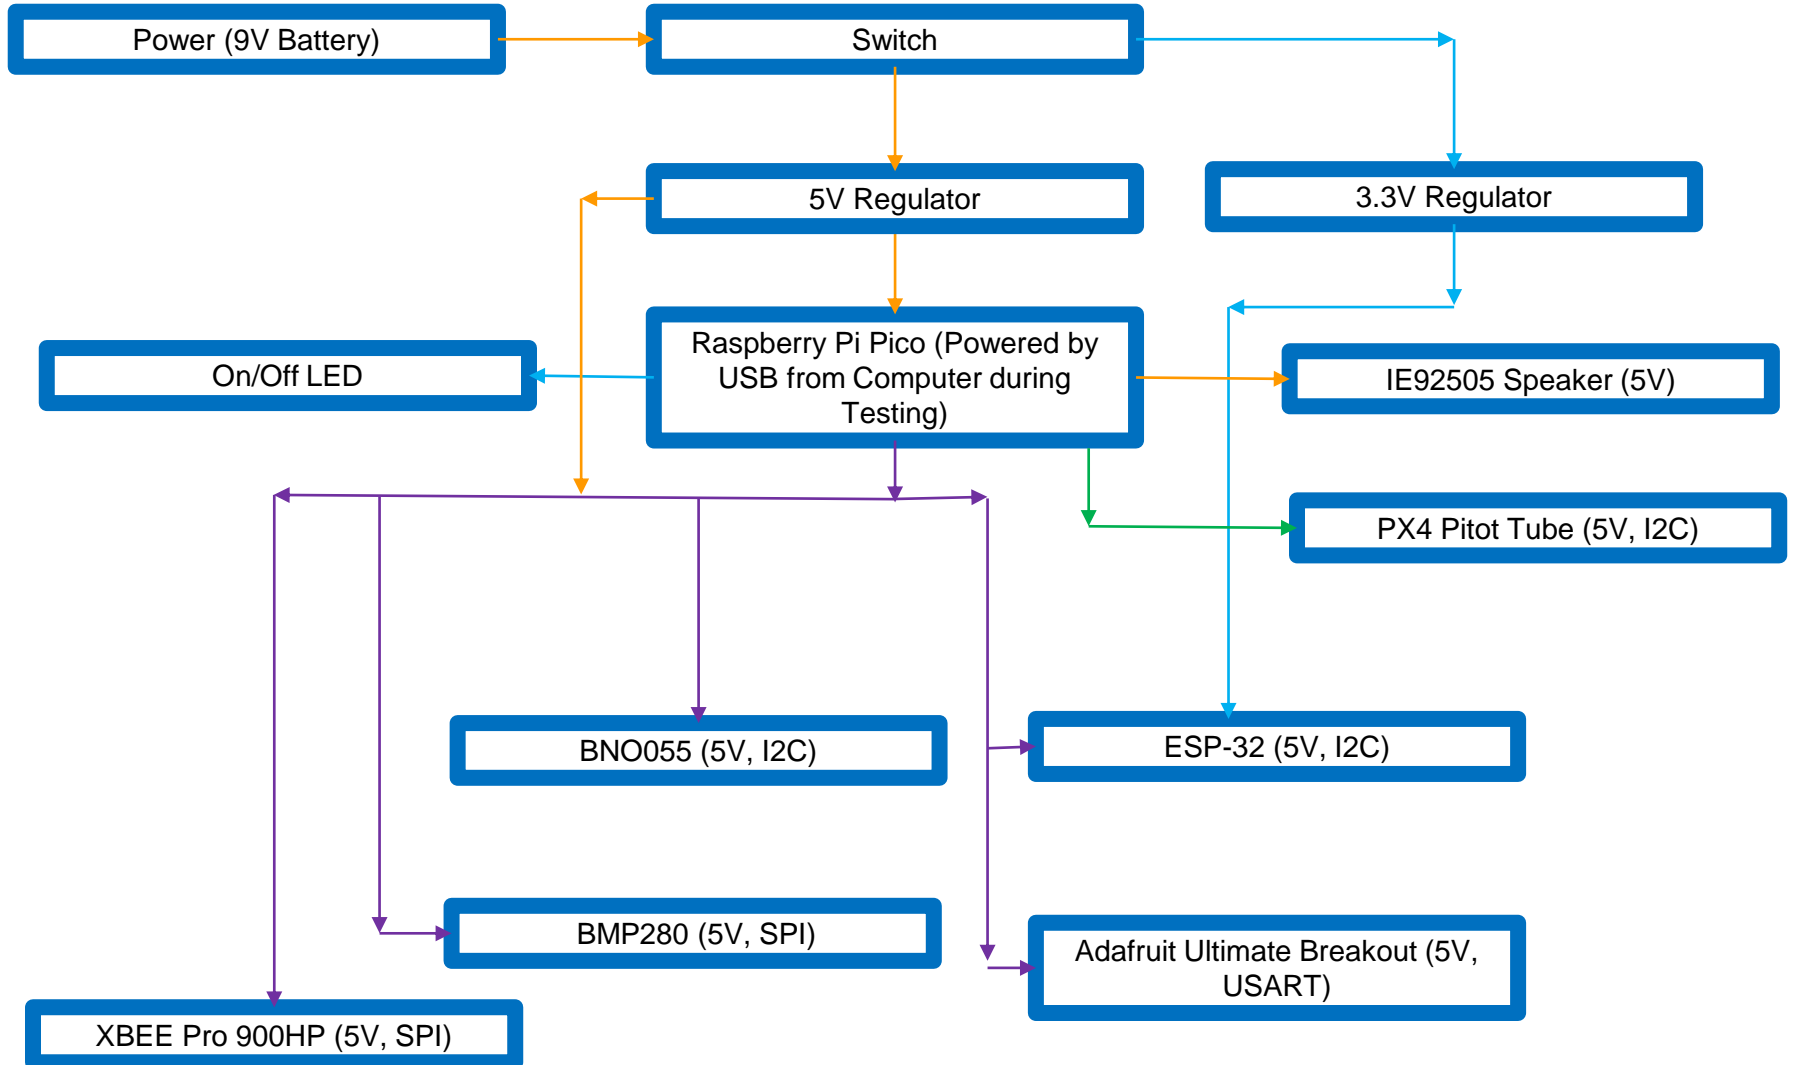 Power (9V Battery)
Switch
5V Regulator
3.3V Regulator
Raspberry Pi Pico (Powered by
USB from Computer during
Testing)
On/Off LED
IE92505 Speaker (5V)
PX4 Pitot Tube (5V, I2C)
BNO055 (5V, I2C)
ESP-32 (5V, I2C)
BMP280 (5V, SPI)
Adafruit Ultimate Breakout (5V,
USART)
XBEE Pro 900HP (5V, SPI)